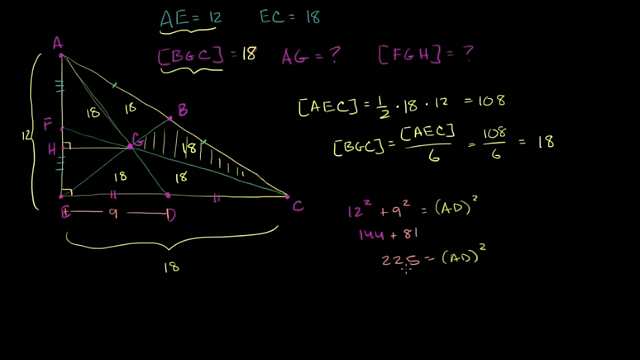 AE = 12 EC = 18
[BGC] = 18 AG = ? [FGH] = ?
A
B
F
H
G
E
D
C
12
18
18
18
18
18
9
18
[AEC] = 1/2 · 18 · 12 = 108
[BGC] = [AEC]/6 = 108/6 = 18
12² + 9² = (AD)²
144 + 81
225 = (AD)²